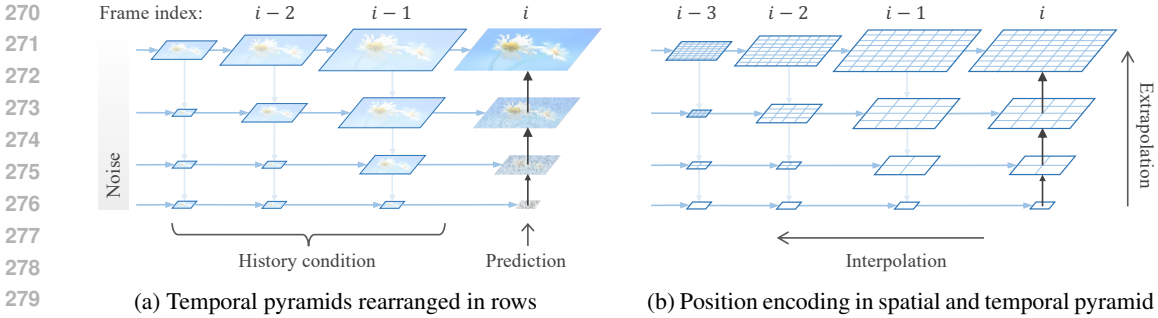 270
271
272
273
274
275
276
277
278
279
Frame index: i − 2 i − 1 i
Noise
History condition Prediction
(a) Temporal pyramids rearranged in rows
i − 3 i − 2 i − 1 i
Extrapolation
Interpolation
(b) Position encoding in spatial and temporal pyramid